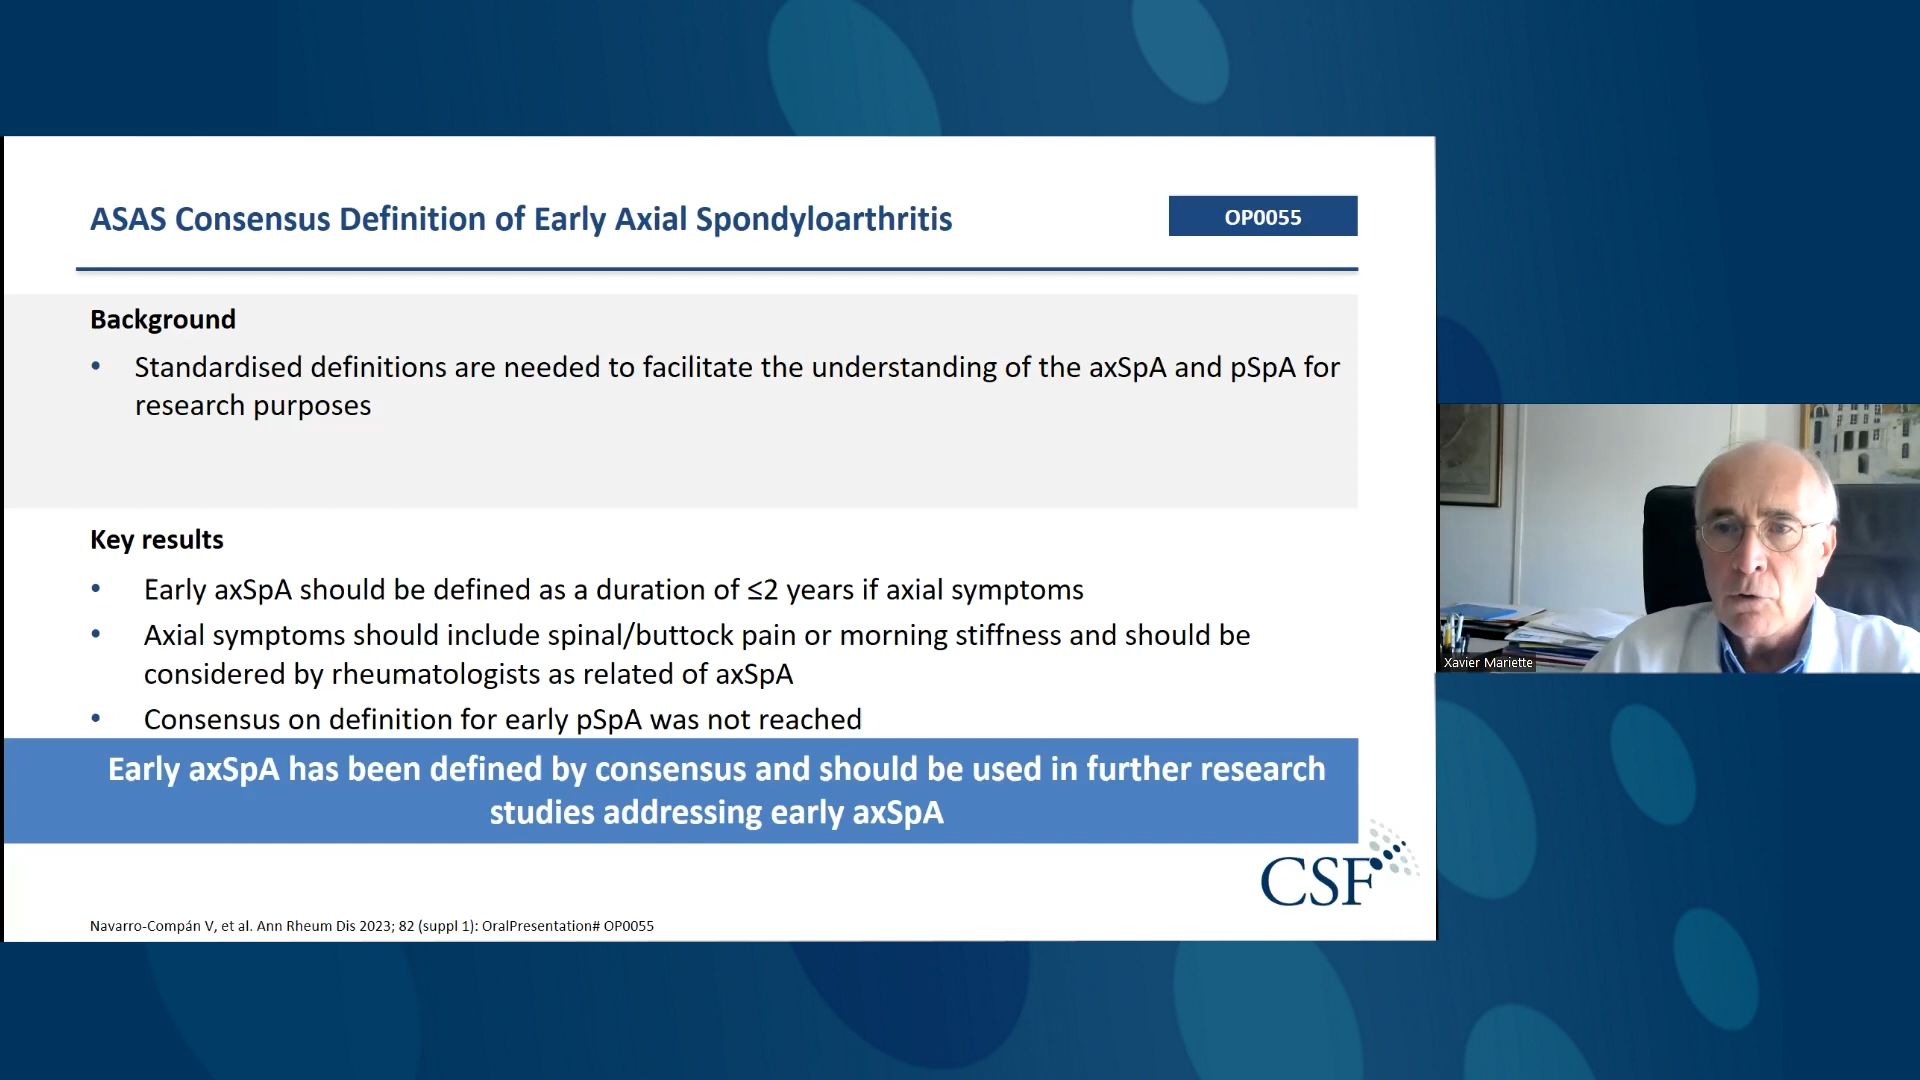 ASAS Consensus Definition of Early Axial Spondyloarthritis
OP0055
Background
• Standardised definitions are needed to facilitate the understanding of the axSpA and pSpA for
research purposes
Key results
• Early axSpA should be defined as a duration of ≤2 years if axial symptoms
• Axial symptoms should include spinal/buttock pain or morning stiffness and should be
considered by rheumatologists as related of axSpA
• Consensus on definition for early pSpA was not reached
Early axSpA has been defined by consensus and should be used in further research
studies addressing early axSpA
CSF
Navarro-Compán V, et al. Ann Rheum Dis 2023; 82 (suppl 1): OralPresentation# OP0055
Xavier Mariette